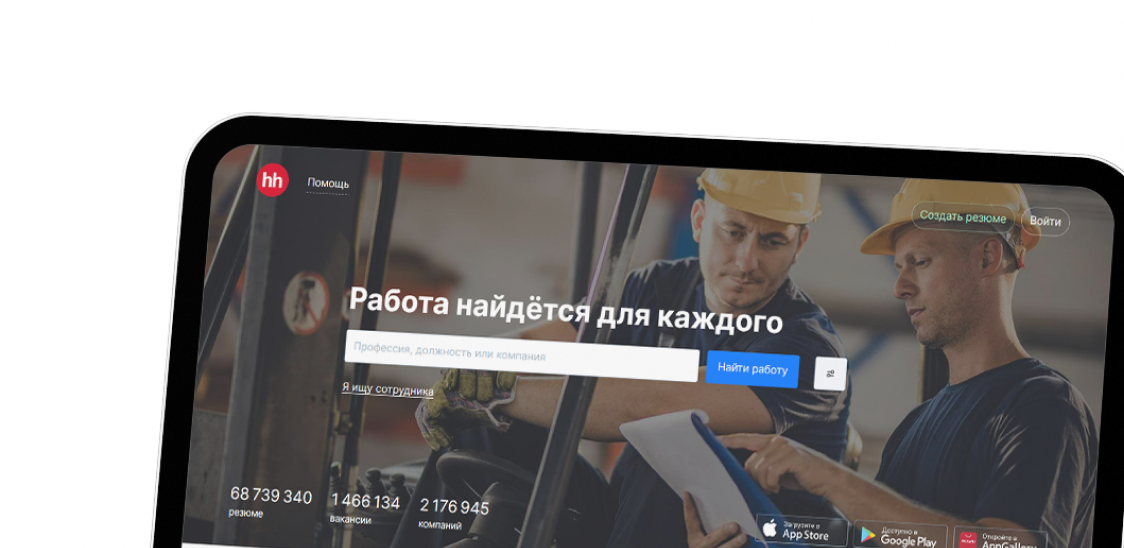 hh
Помощь
Создать резюме
Войти
Работа найдётся для каждого
Профессия, должность или компания
Найти работу
Я ищу сотрудника
68 739 340
резюме
1 466 134
вакансии
2 176 945
компаний
Загрузите в
App Store
Доступно в
Google Play
Откройте в
AppGallery